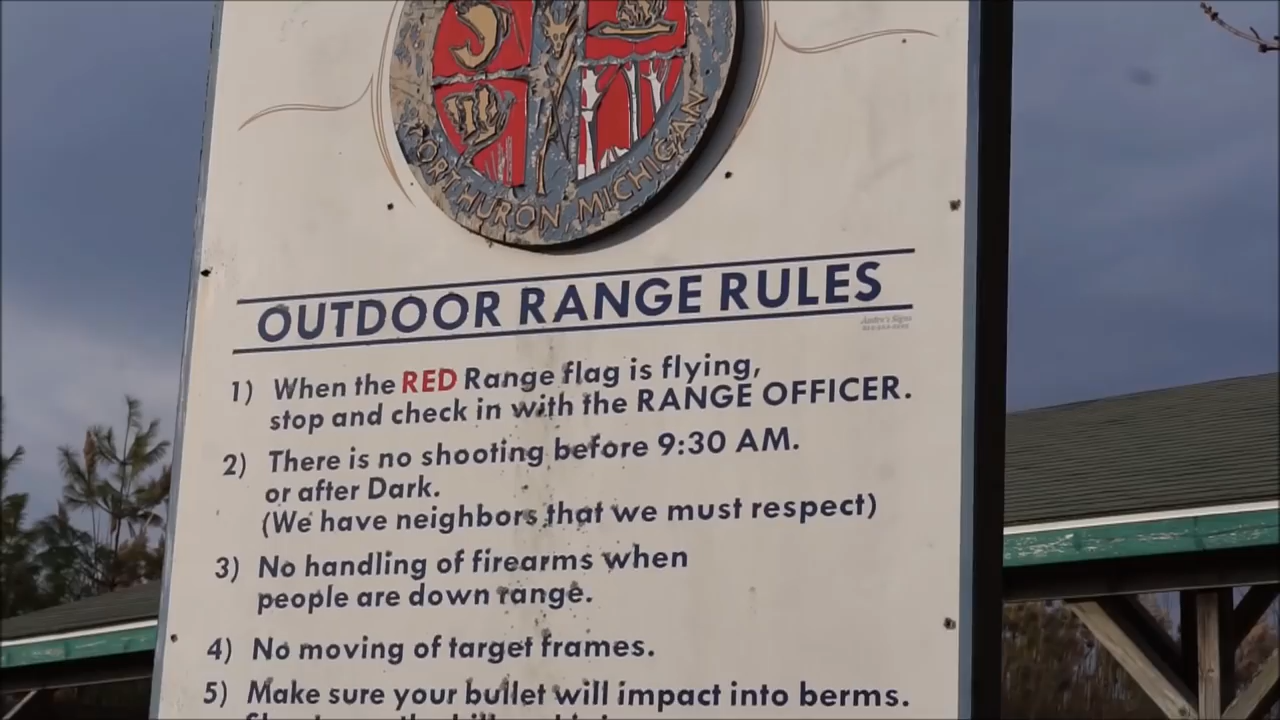 PORT HURON, MICHIGAN
OUTDOOR RANGE RULES
1) When the RED Range flag is flying,
stop and check in with the RANGE OFFICER.
2) There is no shooting before 9:30 AM.
or after Dark.
(We have neighbors that we must respect)
3) No handling of firearms when
people are down range.
4) No moving of target frames.
5) Make sure your bullet will impact into berms.